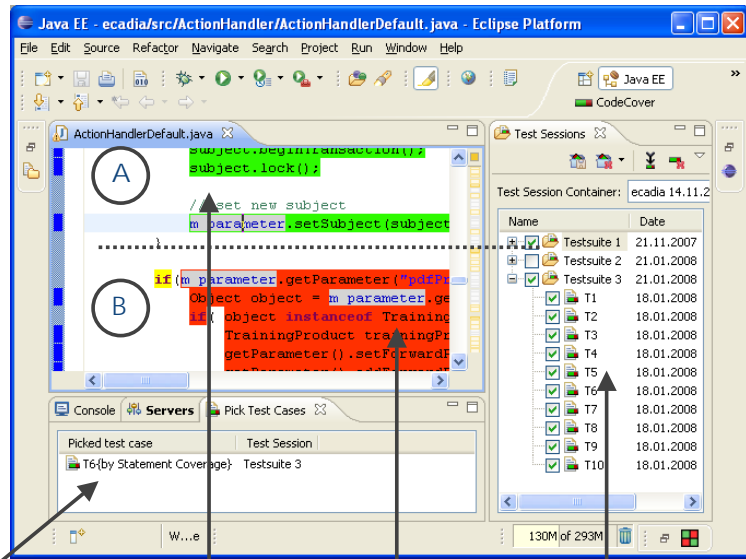 Java EE - ecadia/src/ActionHandler/ActionHandlerDefault.java - Eclipse Platform
File Edit Source Refactor Navigate Search Project Run Window Help
Java EE
»
CodeCover
ActionHandlerDefault.java
A
subject.beginTransaction();
subject.lock();
// set new subject
m_parameter.setSubject(subject
}
B
if(m_parameter.getParameter("pdfPr
Object object = m_parameter.ge
if( object instanceof Training
TrainingProduct trainingPr
getParameter().setForwardP
Test Sessions
Test Session Container: ecadia 14.11.2
Name Date
Testsuite 1 21.11.2007
Testsuite 2 21.01.2008
Testsuite 3 21.01.2008
T1 18.01.2008
T2 18.01.2008
T3 18.01.2008
T4 18.01.2008
T5 18.01.2008
T6 18.01.2008
T7 18.01.2008
T8 18.01.2008
T9 18.01.2008
T10 18.01.2008
Console Servers Pick Test Cases
Picked test case Test Session
T6{by Statement Coverage} Testsuite 3
W...e
130M of 293M